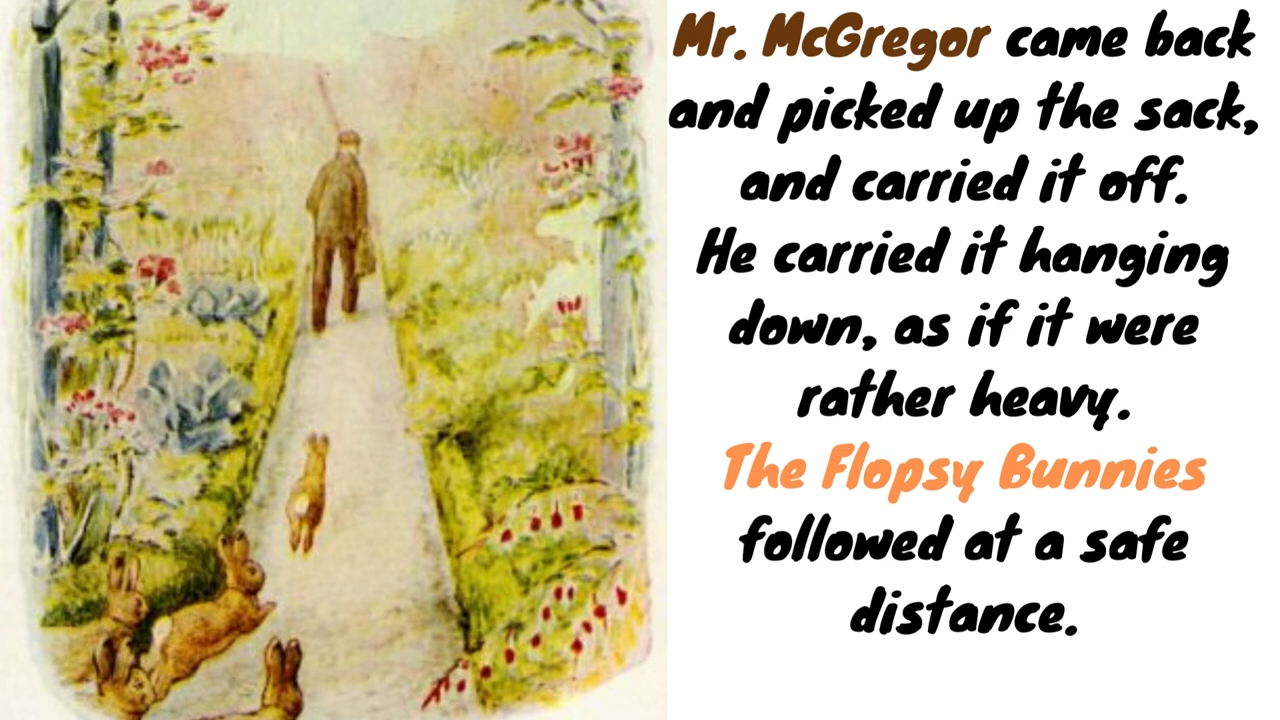 Mr. McGregor came back
and picked up the sack,
and carried it off.
He carried it hanging
down, as if it were
rather heavy.
The Flopsy Bunnies
followed at a safe
distance.